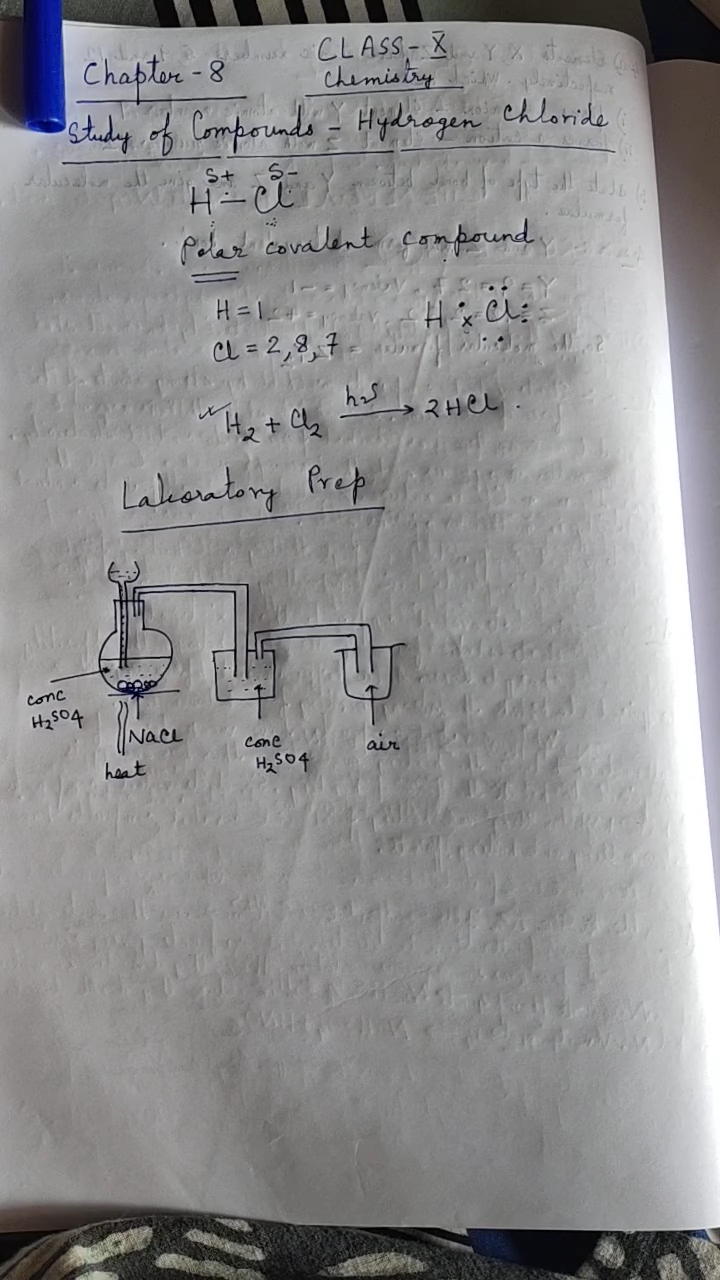 CLASS - X
Chapter - 8
Chemistry
Study of Compounds - Hydrogen Chloride
δ+ δ-
H - Cl
Polar covalent compound
H = 1
H x Cl
Cl = 2, 8, 7
H2 + Cl2 → 2HCl .
Laboratory Prep
conc
H2SO4
NaCl
heat
conc
H2SO4
air